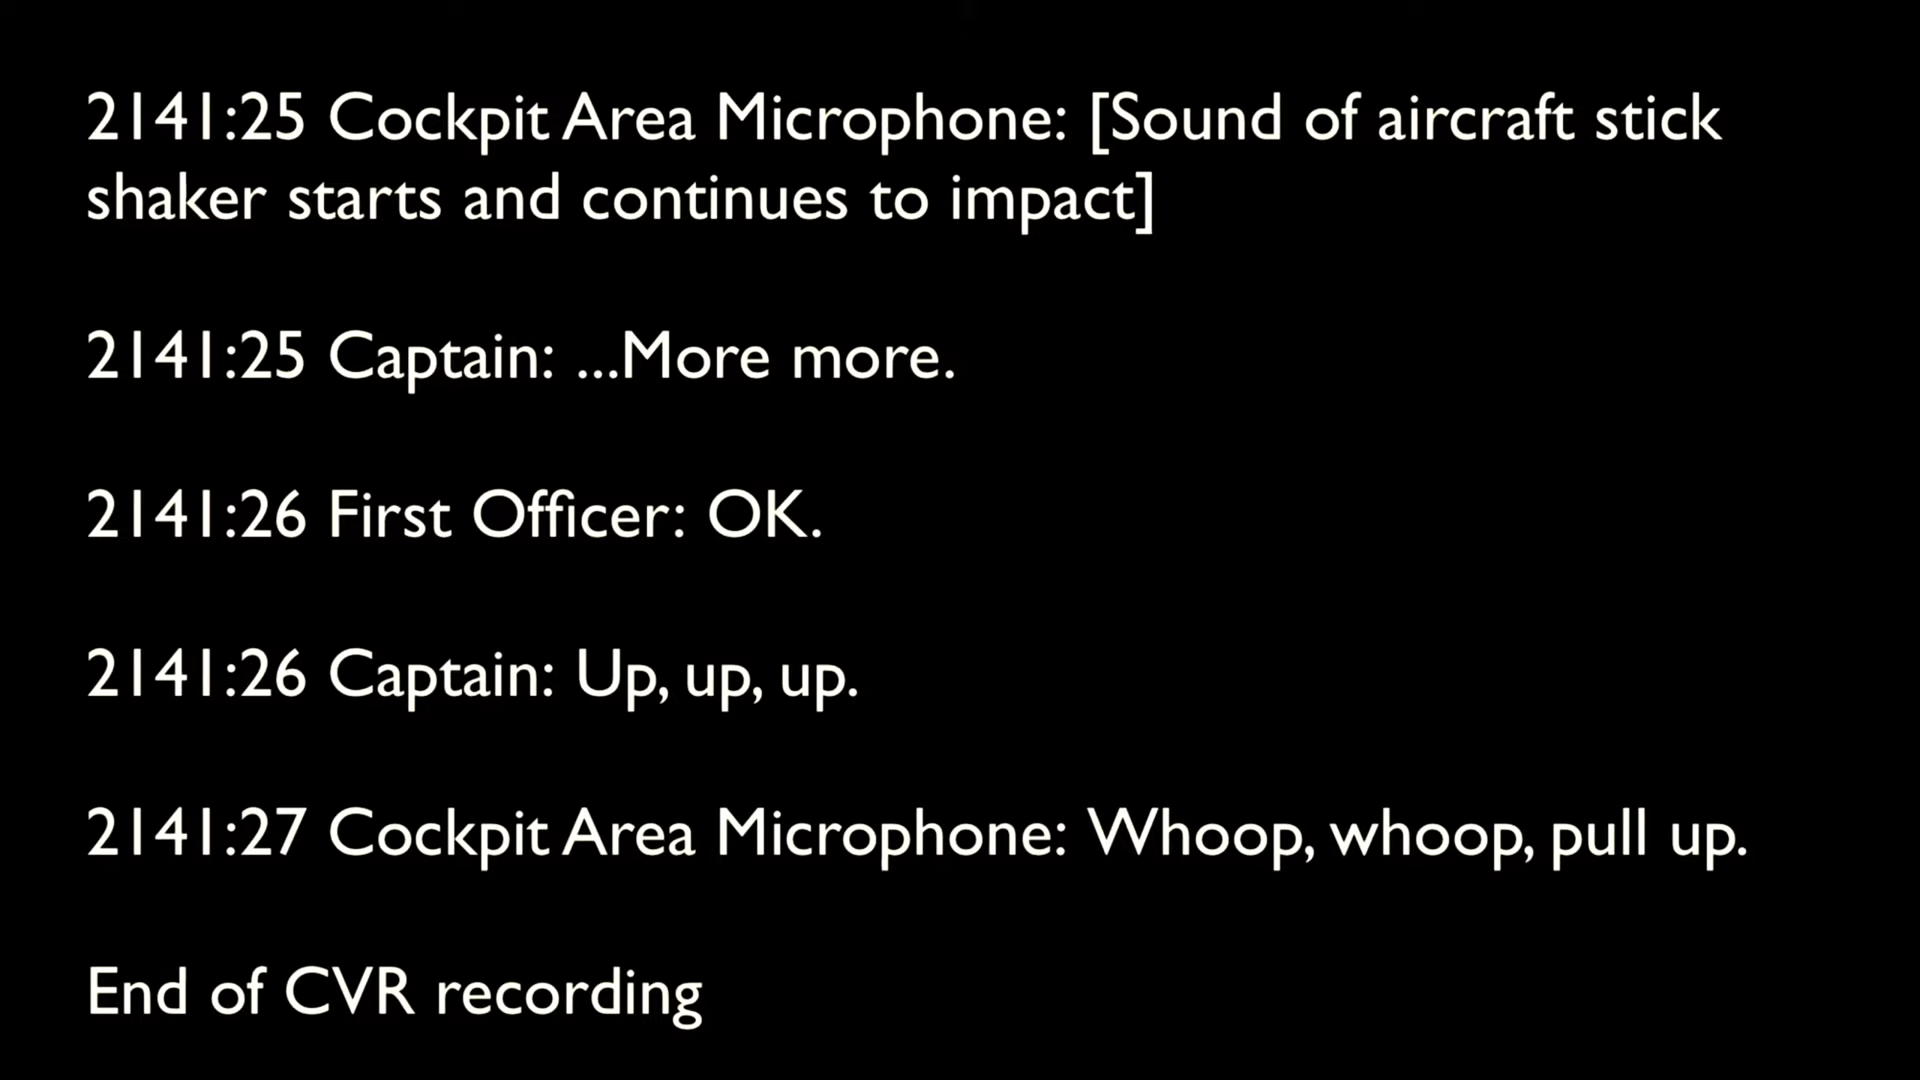 2141:25 Cockpit Area Microphone: [Sound of aircraft stick
shaker starts and continues to impact]
2141:25 Captain: ...More more.
2141:26 First Officer: OK.
2141:26 Captain: Up, up, up.
2141:27 Cockpit Area Microphone: Whoop, whoop, pull up.
End of CVR recording